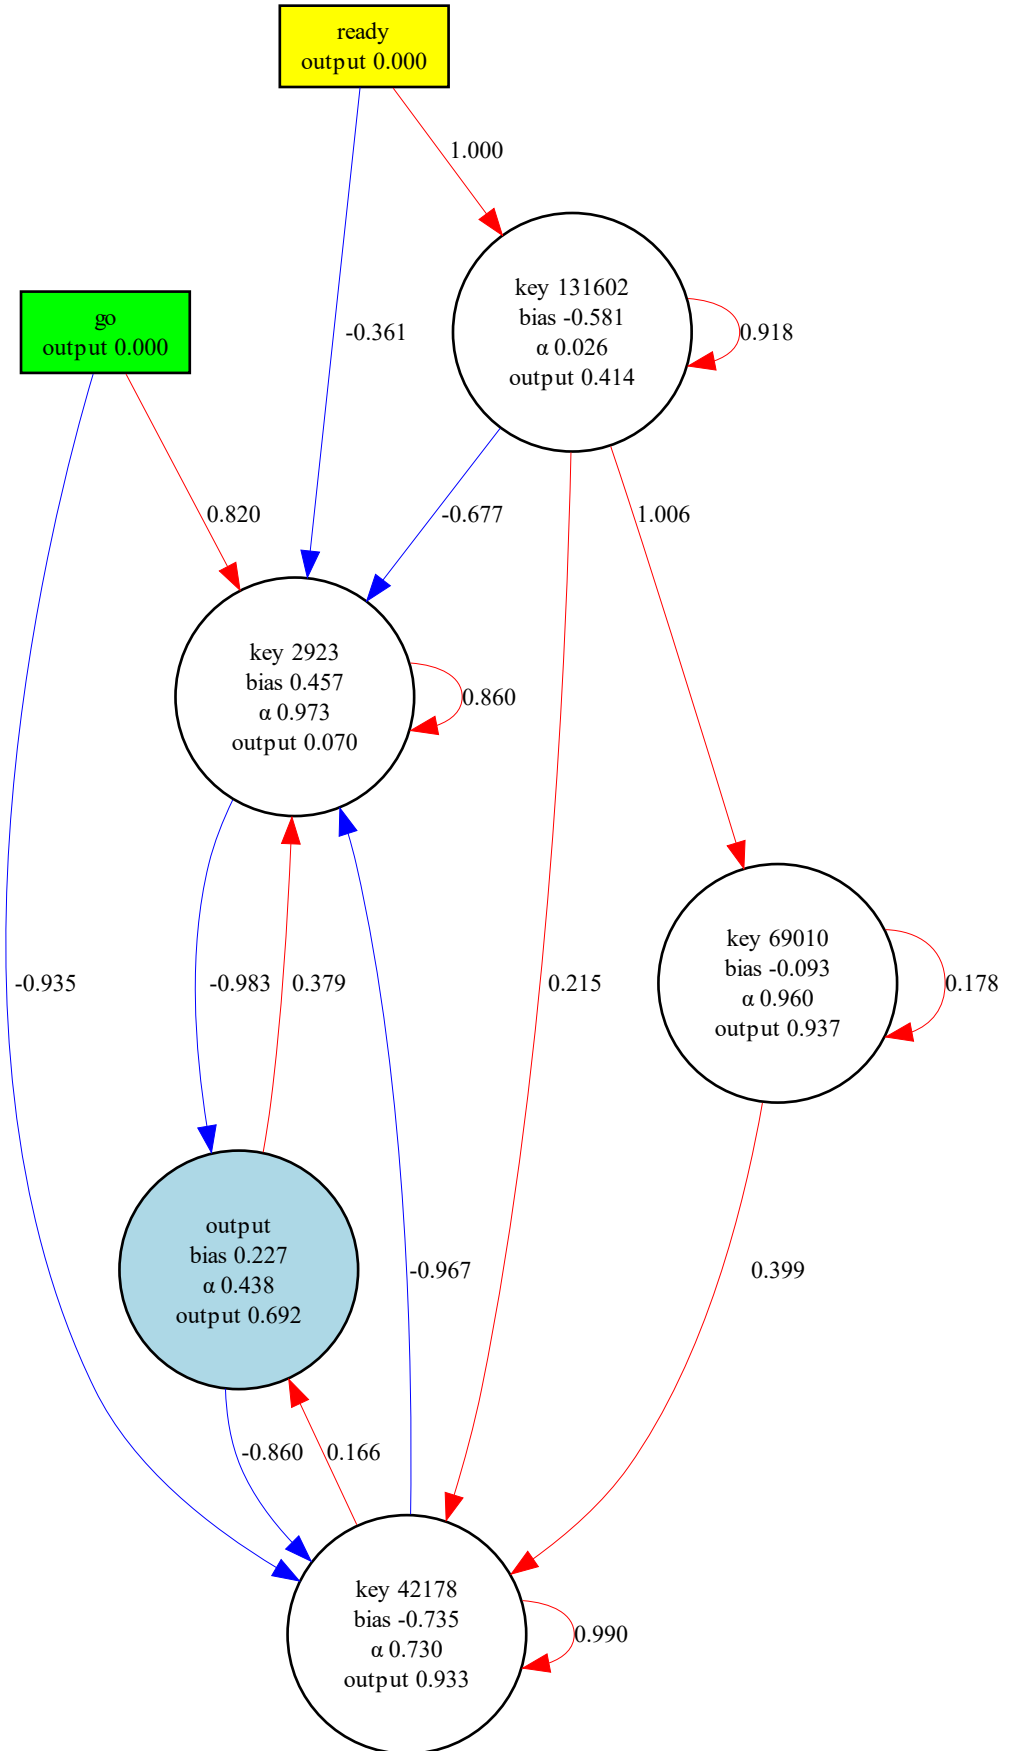 ready
output 0.000
1.000
key 131602
bias -0.581
α 0.026
output 0.414
0.918
go
output 0.000
-0.361
0.820
-0.677
1.006
key 2923
bias 0.457
α 0.973
output 0.070
0.860
key 69010
bias -0.093
α 0.960
output 0.937
0.178
-0.935
-0.983
0.379
0.215
output
bias 0.227
α 0.438
output 0.692
-0.967
0.399
-0.860
0.166
key 42178
bias -0.735
α 0.730
output 0.933
0.990